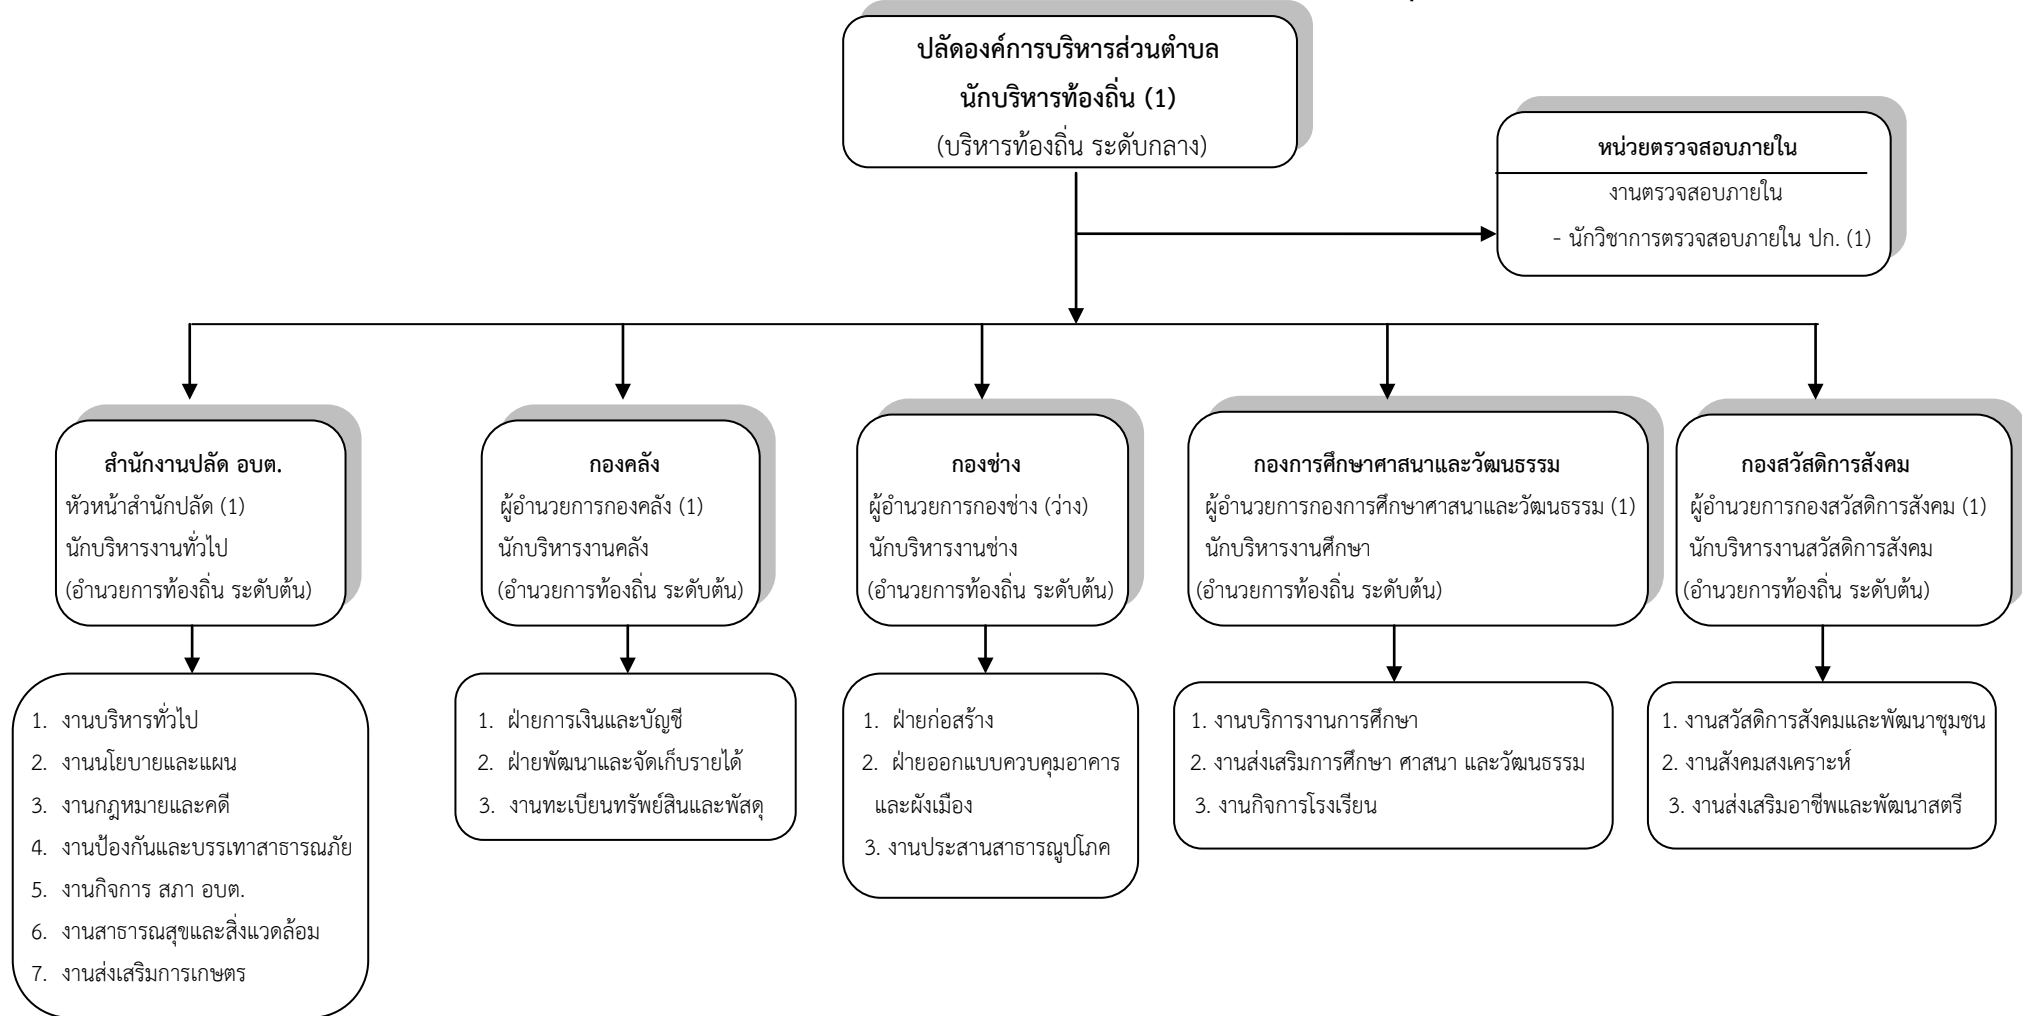 ปลัดองค์การบริหารส่วนตำบล
นักบริหารท้องถิ่น (1)
(บริหารท้องถิ่น ระดับกลาง)
หน่วยตรวจสอบภายใน
งานตรวจสอบภายใน
- นักวิชาการตรวจสอบภายใน ปก. (1)
สำนักงานปลัด อบต.
หัวหน้าสำนักปลัด (1)
นักบริหารงานทั่วไป
(อำนวยการท้องถิ่น ระดับต้น)
กองคลัง
ผู้อำนวยการกองคลัง (1)
นักบริหารงานคลัง
(อำนวยการท้องถิ่น ระดับต้น)
กองช่าง
ผู้อำนวยการกองช่าง (ว่าง)
นักบริหารงานช่าง
(อำนวยการท้องถิ่น ระดับต้น)
กองการศึกษาศาสนาและวัฒนธรรม
ผู้อำนวยการกองการศึกษาศาสนาและวัฒนธรรม (1)
นักบริหารงานศึกษา
(อำนวยการท้องถิ่น ระดับต้น)
กองสวัสดิการสังคม
ผู้อำนวยการกองสวัสดิการสังคม (1)
นักบริหารงานสวัสดิการสังคม
(อำนวยการท้องถิ่น ระดับต้น)
1. งานบริหารทั่วไป
2. งานนโยบายและแผน
3. งานกฎหมายและคดี
4. งานป้องกันและบรรเทาสาธารณภัย
5. งานกิจการ สภา อบต.
6. งานสาธารณสุขและสิ่งแวดล้อม
7. งานส่งเสริมการเกษตร
1. ฝ่ายการเงินและบัญชี
2. ฝ่ายพัฒนาและจัดเก็บรายได้
3. งานทะเบียนทรัพย์สินและพัสดุ
1. ฝ่ายก่อสร้าง
2. ฝ่ายออกแบบควบคุมอาคาร
และผังเมือง
3. งานประสานสาธารณูปโภค
1. งานบริการงานการศึกษา
2. งานส่งเสริมการศึกษา ศาสนา และวัฒนธรรม
3. งานกิจการโรงเรียน
1. งานสวัสดิการสังคมและพัฒนาชุมชน
2. งานสังคมสงเคราะห์
3. งานส่งเสริมอาชีพและพัฒนาสตรี